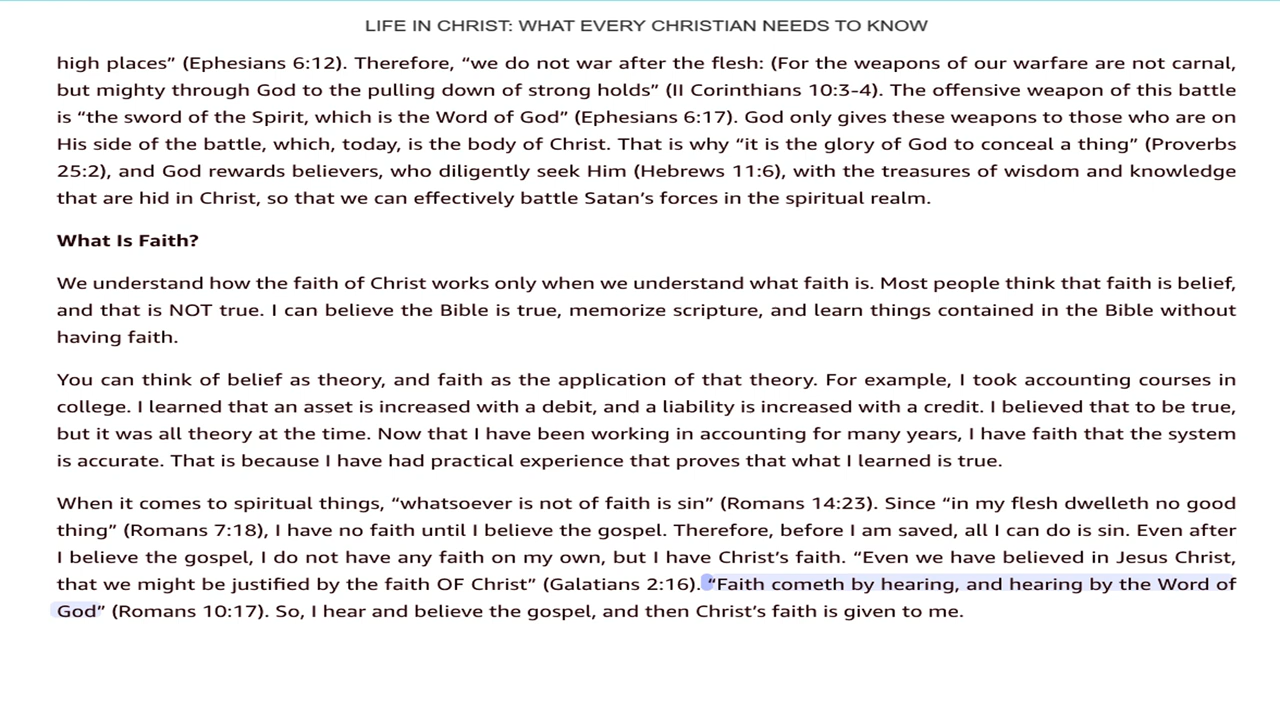 LIFE IN CHRIST: WHAT EVERY CHRISTIAN NEEDS TO KNOW
high places” (Ephesians 6:12). Therefore, “we do not war after the flesh: (For the weapons of our warfare are not carnal,
but mighty through God to the pulling down of strong holds” (II Corinthians 10:3-4). The offensive weapon of this battle
is “the sword of the Spirit, which is the Word of God” (Ephesians 6:17). God only gives these weapons to those who are on
His side of the battle, which, today, is the body of Christ. That is why “it is the glory of God to conceal a thing” (Proverbs
25:2), and God rewards believers, who diligently seek Him (Hebrews 11:6), with the treasures of wisdom and knowledge
that are hid in Christ, so that we can effectively battle Satan’s forces in the spiritual realm.
What Is Faith?
We understand how the faith of Christ works only when we understand what faith is. Most people think that faith is belief,
and that is NOT true. I can believe the Bible is true, memorize scripture, and learn things contained in the Bible without
having faith.
You can think of belief as theory, and faith as the application of that theory. For example, I took accounting courses in
college. I learned that an asset is increased with a debit, and a liability is increased with a credit. I believed that to be true,
but it was all theory at the time. Now that I have been working in accounting for many years, I have faith that the system
is accurate. That is because I have had practical experience that proves that what I learned is true.
When it comes to spiritual things, “whatsoever is not of faith is sin” (Romans 14:23). Since “in my flesh dwelleth no good
thing” (Romans 7:18), I have no faith until I believe the gospel. Therefore, before I am saved, all I can do is sin. Even after
I believe the gospel, I do not have any faith on my own, but I have Christ’s faith. “Even we have believed in Jesus Christ,
that we might be justified by the faith OF Christ” (Galatians 2:16). “Faith cometh by hearing, and hearing by the Word of
God” (Romans 10:17). So, I hear and believe the gospel, and then Christ’s faith is given to me.